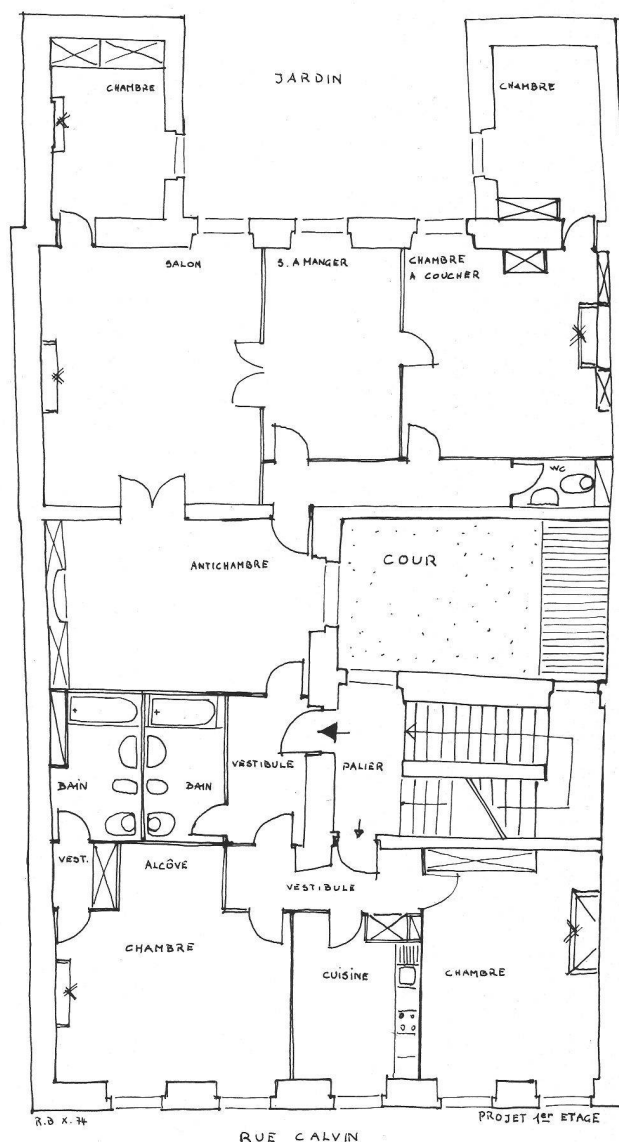 JARDIN
CHAMBRE
CHAMBRE
SALON
S. A MANGER
CHAMBRE
A COUCHER
WC
ANTICHAMBRE
COUR
VESTIBULE
PALIER
BAIN
BAIN
VEST.
ALCÔVE
VESTIBULE
CHAMBRE
CUISINE
CHAMBRE
R.B X. 74
PROJET 1er ETAGE
RUE CALVIN